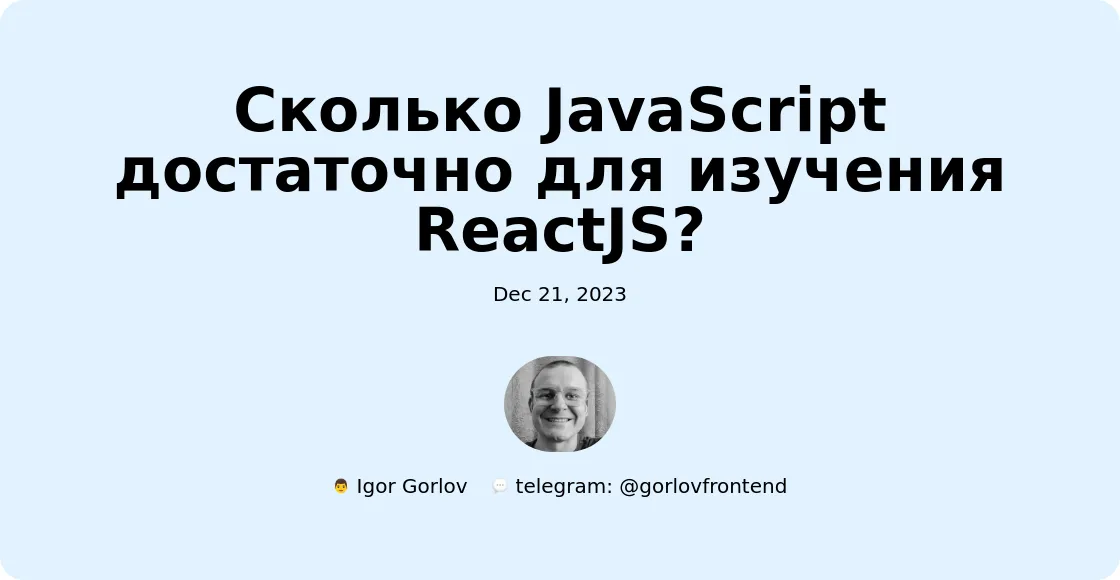 Сколько JavaScript
достаточно для изучения
ReactJS?
Dec 21, 2023
👨 Igor Gorlov 💬 telegram: @gorlovfrontend